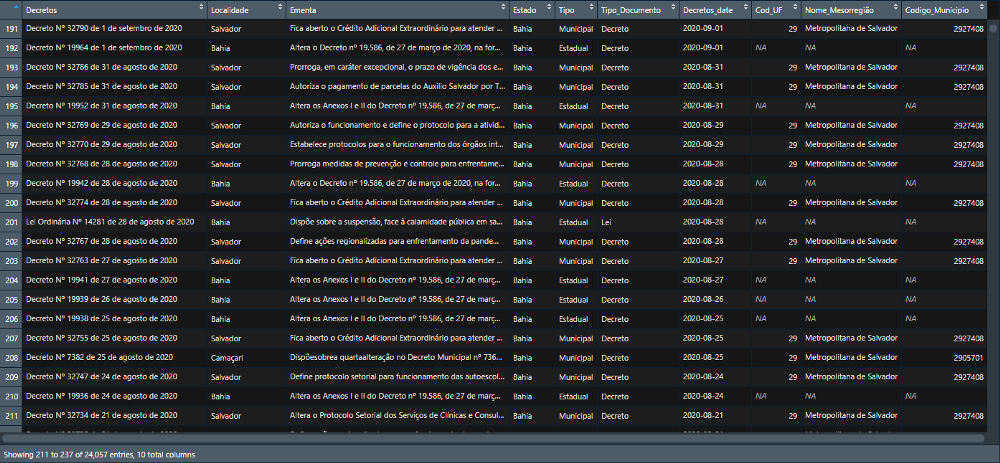 Decretos Localidade Ementa Estado Tipo Tipo_Documento Decretos_date Cod_UF Nome_Mesorregião Codigo_Municipio
191 Decreto Nº 32790 de 1 de setembro de 2020 Salvador Fica aberto o Crédito Adicional Extraordinário para atender ... Bahia Municipal Decreto 2020-09-01 29 Metropolitana de Salvador 2927408
192 Decreto Nº 19964 de 1 de setembro de 2020 Bahia Altera o Decreto nº 19.586, de 27 de março de 2020, na for... Bahia Estadual Decreto 2020-09-01 NA NA NA
193 Decreto Nº 32786 de 31 de agosto de 2020 Salvador Prorroga, em caráter excepcional, o prazo de vigência dos e... Bahia Municipal Decreto 2020-08-31 29 Metropolitana de Salvador 2927408
194 Decreto Nº 32785 de 31 de agosto de 2020 Salvador Autoriza o pagamento de parcelas do Auxilio Salvador por T... Bahia Municipal Decreto 2020-08-31 29 Metropolitana de Salvador 2927408
195 Decreto Nº 19952 de 31 de agosto de 2020 Bahia Altera os Anexos I e II do Decreto nº 19.586, de 27 de març... Bahia Estadual Decreto 2020-08-31 NA NA NA
196 Decreto Nº 32769 de 29 de agosto de 2020 Salvador Autoriza o funcionamento e define o protocolo para a ativid... Bahia Municipal Decreto 2020-08-29 29 Metropolitana de Salvador 2927408
197 Decreto Nº 32770 de 29 de agosto de 2020 Salvador Estabelece protocolos para o funcionamento dos órgãos int... Bahia Municipal Decreto 2020-08-29 29 Metropolitana de Salvador 2927408
198 Decreto Nº 32768 de 28 de agosto de 2020 Salvador Prorroga medidas de prevenção e controle para enfrentame... Bahia Municipal Decreto 2020-08-28 29 Metropolitana de Salvador 2927408
199 Decreto Nº 19942 de 28 de agosto de 2020 Bahia Altera o Decreto nº 19.586, de 27 de março de 2020, na for... Bahia Estadual Decreto 2020-08-28 NA NA NA
200 Decreto Nº 32774 de 28 de agosto de 2020 Salvador Fica aberto o Crédito Adicional Extraordinário para atender ... Bahia Municipal Decreto 2020-08-28 29 Metropolitana de Salvador 2927408
201 Lei Ordinária Nº 14281 de 28 de agosto de 2020 Bahia Dispõe sobre a suspensão, face à calamidade pública em sa... Bahia Estadual Lei 2020-08-28 NA NA NA
202 Decreto Nº 32767 de 28 de agosto de 2020 Salvador Define ações regionalizadas para enfrentamento da pande... Bahia Municipal Decreto 2020-08-28 29 Metropolitana de Salvador 2927408
203 Decreto Nº 32763 de 27 de agosto de 2020 Salvador Fica aberto o Crédito Adicional Extraordinário para atender ... Bahia Municipal Decreto 2020-08-27 29 Metropolitana de Salvador 2927408
204 Decreto Nº 19941 de 27 de agosto de 2020 Bahia Altera os Anexos I e II do Decreto nº 19.586, de 27 de març... Bahia Estadual Decreto 2020-08-27 NA NA NA
205 Decreto Nº 19939 de 26 de agosto de 2020 Bahia Altera os Anexos I e II do Decreto nº 19.586, de 27 de març... Bahia Estadual Decreto 2020-08-26 NA NA NA
206 Decreto Nº 19938 de 25 de agosto de 2020 Bahia Altera os Anexos I e II do Decreto nº 19.586, de 27 de març... Bahia Estadual Decreto 2020-08-25 NA NA NA
207 Decreto Nº 32755 de 25 de agosto de 2020 Salvador Fica aberto o Crédito Adicional Extraordinário para atender ... Bahia Municipal Decreto 2020-08-25 29 Metropolitana de Salvador 2927408
208 Decreto Nº 7382 de 25 de agosto de 2020 Camaçari Dispõesobrea quartaalteração no Decreto Municipal nº 736... Bahia Municipal Decreto 2020-08-25 29 Metropolitana de Salvador 2905701
209 Decreto Nº 32747 de 24 de agosto de 2020 Salvador Define protocolo setorial para funcionamento das autoescol... Bahia Municipal Decreto 2020-08-24 29 Metropolitana de Salvador 2927408
210 Decreto Nº 19936 de 24 de agosto de 2020 Bahia Altera os Anexos I e II do Decreto nº 19.586, de 27 de març... Bahia Estadual Decreto 2020-08-24 NA NA NA
211 Decreto Nº 32734 de 21 de agosto de 2020 Salvador Altera o Protocolo Setorial dos Serviços de Clínicas e Consul... Bahia Municipal Decreto 2020-08-21 29 Metropolitana de Salvador 2927408
Showing 211 to 237 of 24,057 entries, 10 total columns